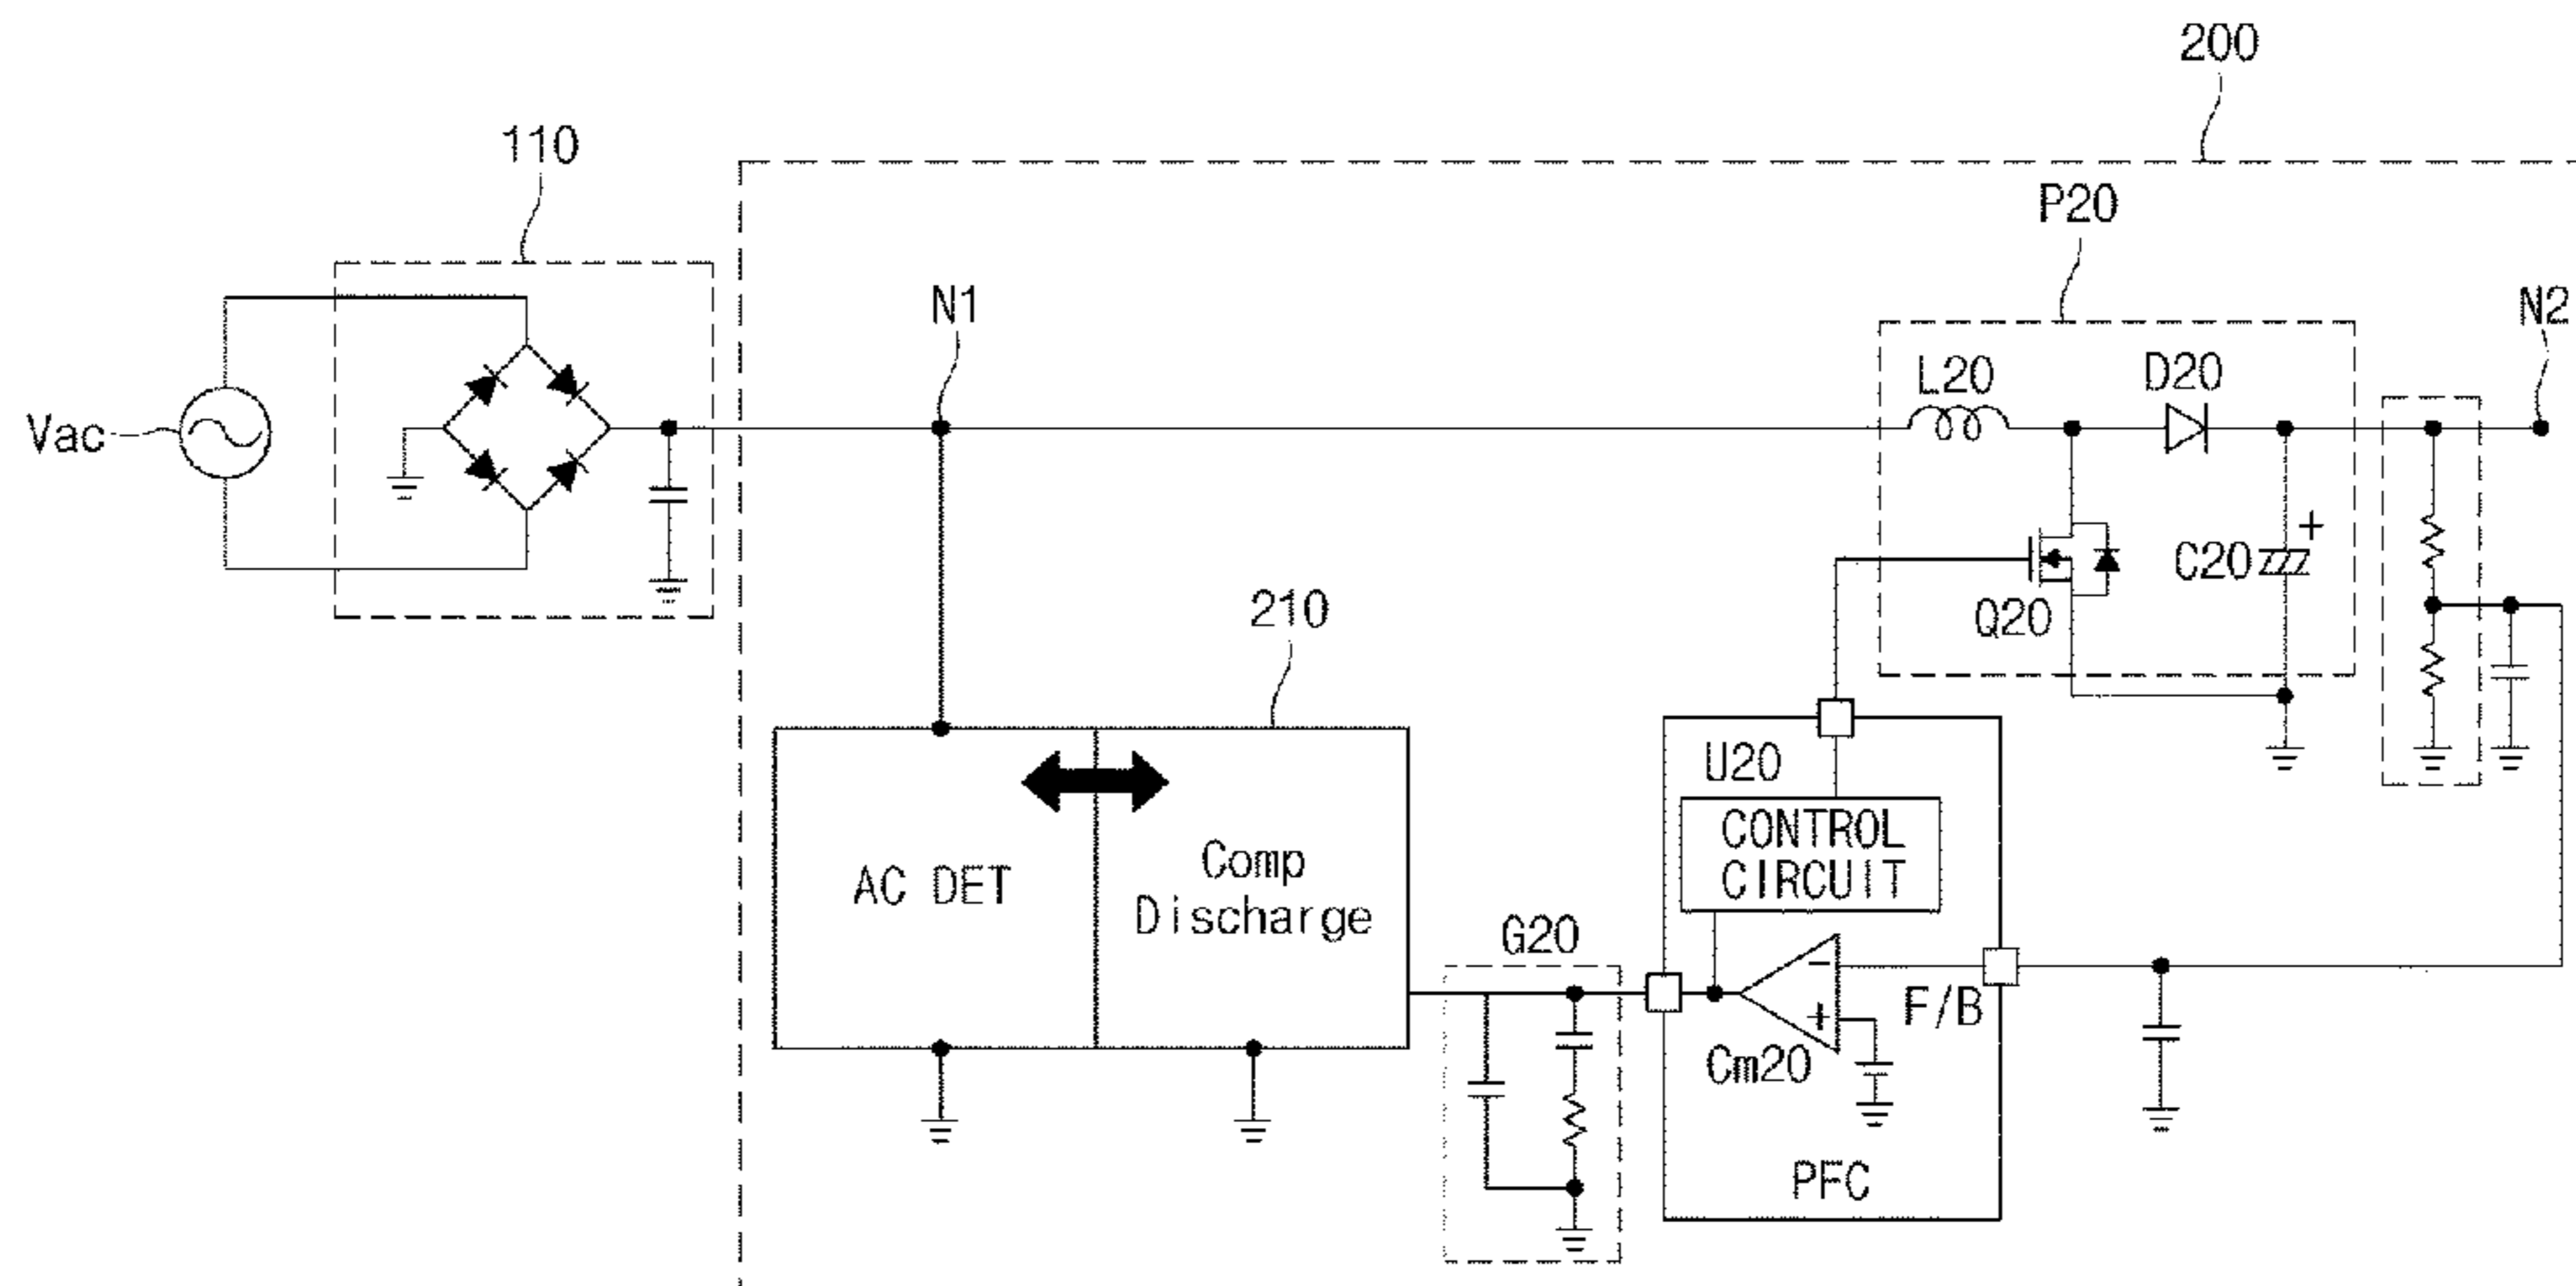 200
110
P20
N1
N2
L20
D20
Vac
+
C20
Q20
210
U20
CONTROL
CIRCUIT
AC DET
Comp
Discharge
G20
−
F/B
+
Cm20
PFC